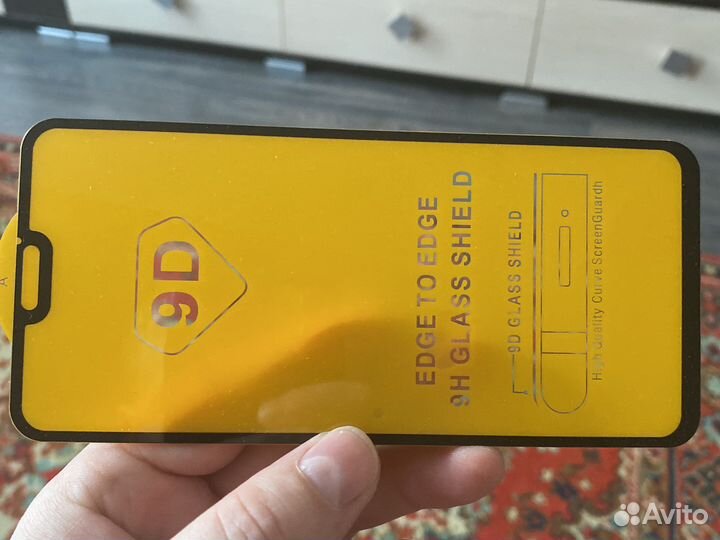 9D
EDGE TO EDGE
9H GLASS SHIELD
9D GLASS SHIELD
High Quality Curve ScreenGuardh
A
Avito